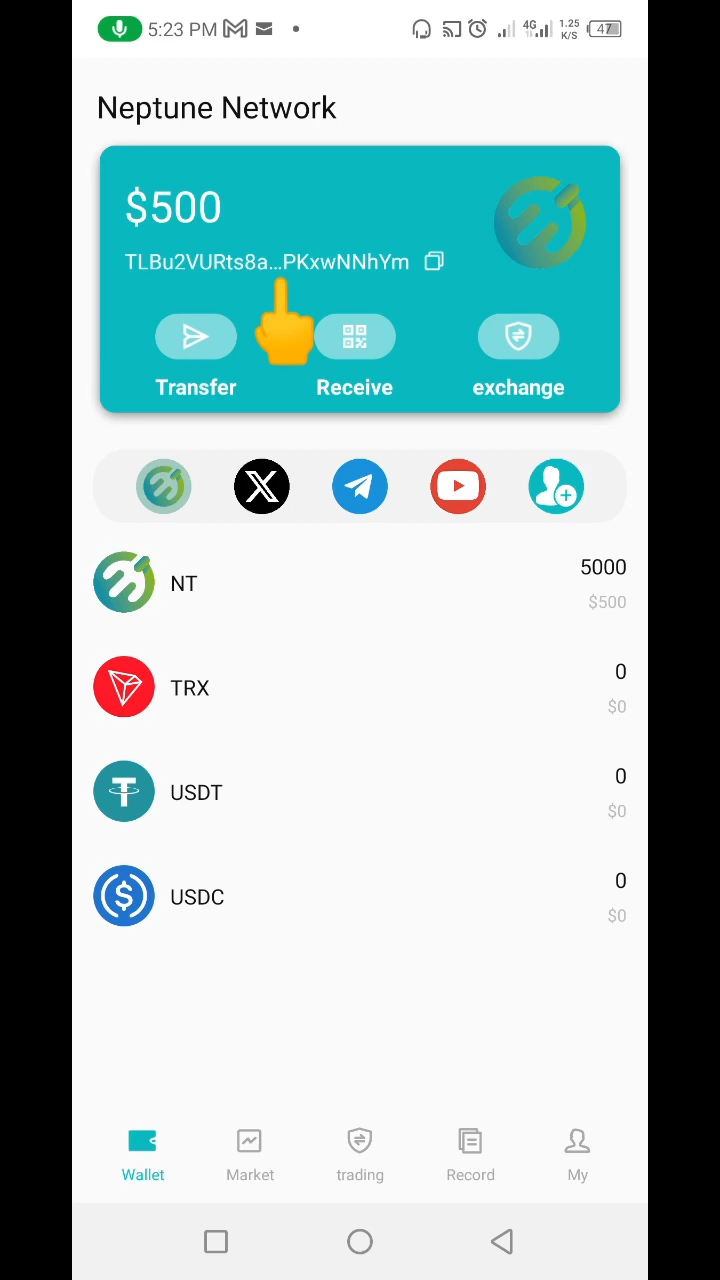 5:23 PM 4G 1.25 K/S 47
Neptune Network
$500
TLBu2VURts8a...PKxwNNhYm
Transfer Receive exchange
NT 5000
$500
TRX 0
$0
USDT 0
$0
USDC 0
$0
Wallet Market trading Record My